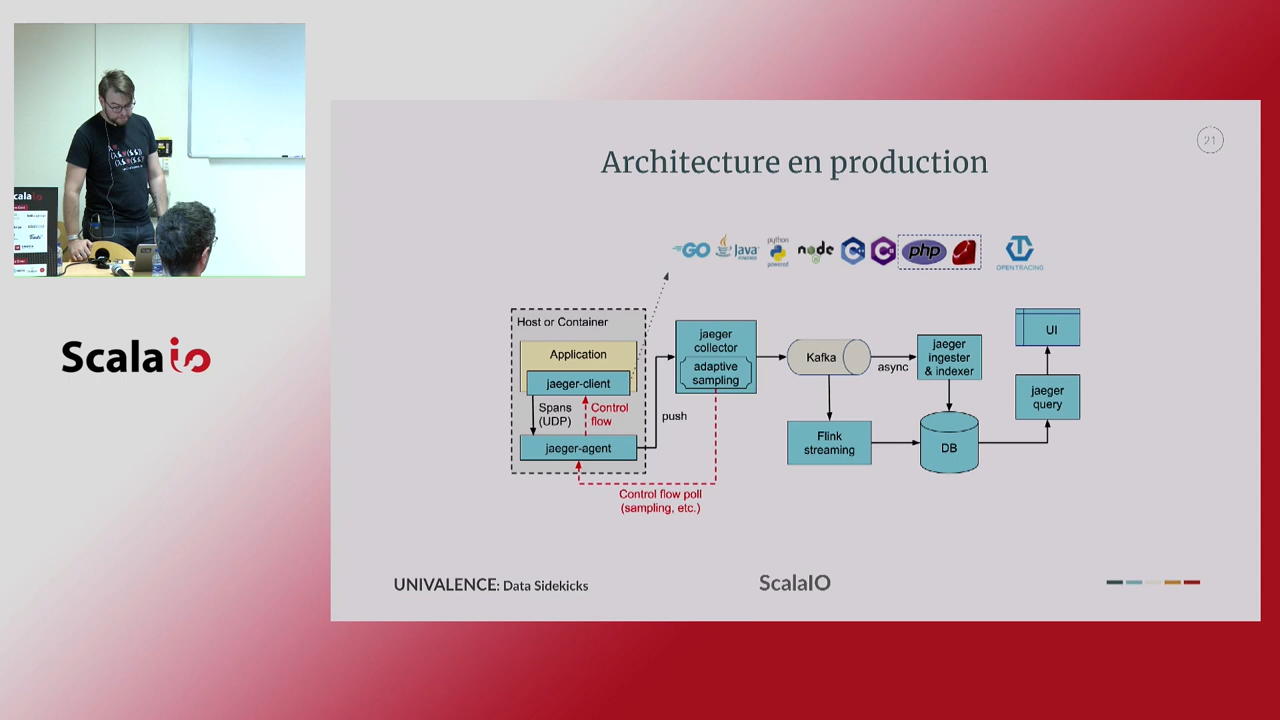 21
Architecture en production
GO
Java
python
powered
node
C
C
php
OPENTRACING
Host or Container
Application
jaeger-client
Spans
(UDP)
Control
flow
jaeger-agent
push
jaeger
collector
adaptive
sampling
Control flow poll
(sampling, etc.)
Kafka
async
Flink
streaming
jaeger
ingester
& indexer
DB
UI
jaeger
query
Scalaio
UNIVALENCE: Data Sidekicks
ScalaIO